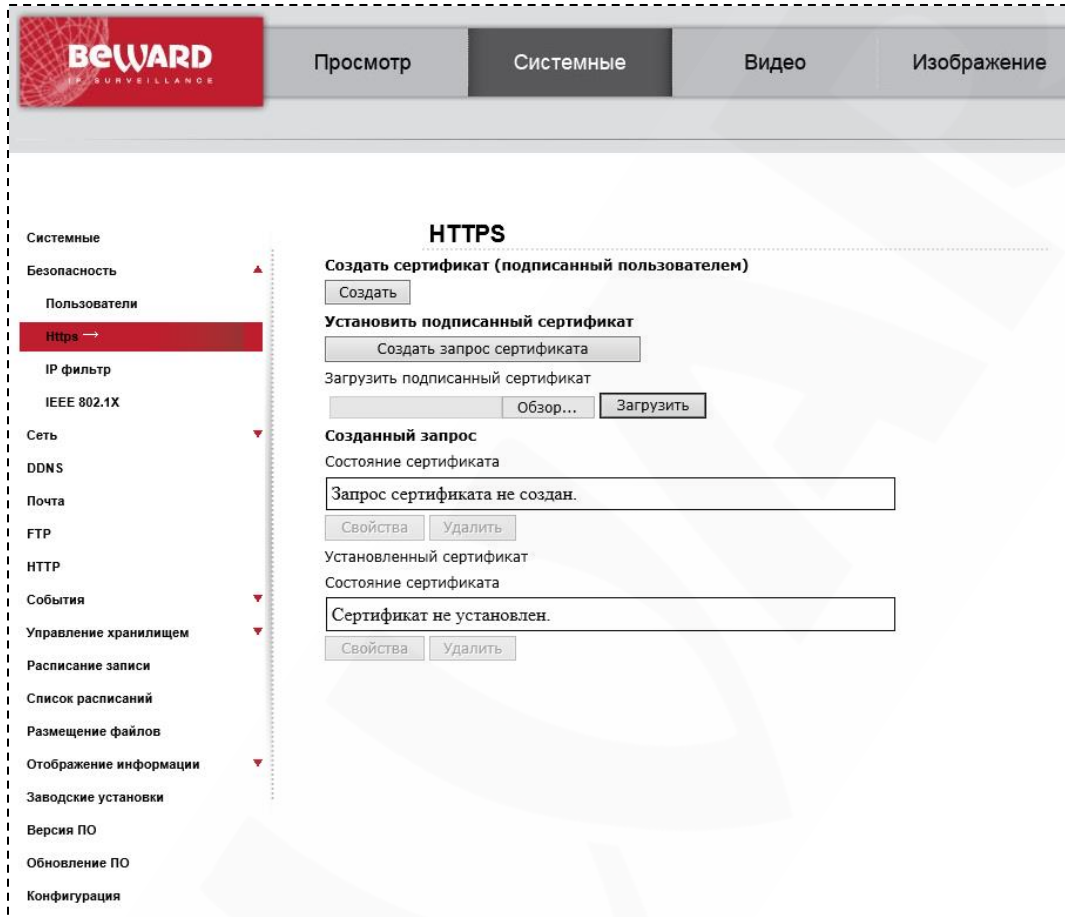 BEWARD
IP SURVEILLANCE
Просмотр
Системные
Видео
Изображение
Системные
Безопасность
Пользователи
Https →
IP фильтр
IEEE 802.1X
Сеть
DDNS
Почта
FTP
HTTP
События
Управление хранилищем
Расписание записи
Список расписаний
Размещение файлов
Отображение информации
Заводские установки
Версия ПО
Обновление ПО
Конфигурация
HTTPS
Создать сертификат (подписанный пользователем)
Создать
Установить подписанный сертификат
Создать запрос сертификата
Загрузить подписанный сертификат
Обзор... Загрузить
Созданный запрос
Состояние сертификата
Запрос сертификата не создан.
Свойства Удалить
Установленный сертификат
Состояние сертификата
Сертификат не установлен.
Свойства Удалить